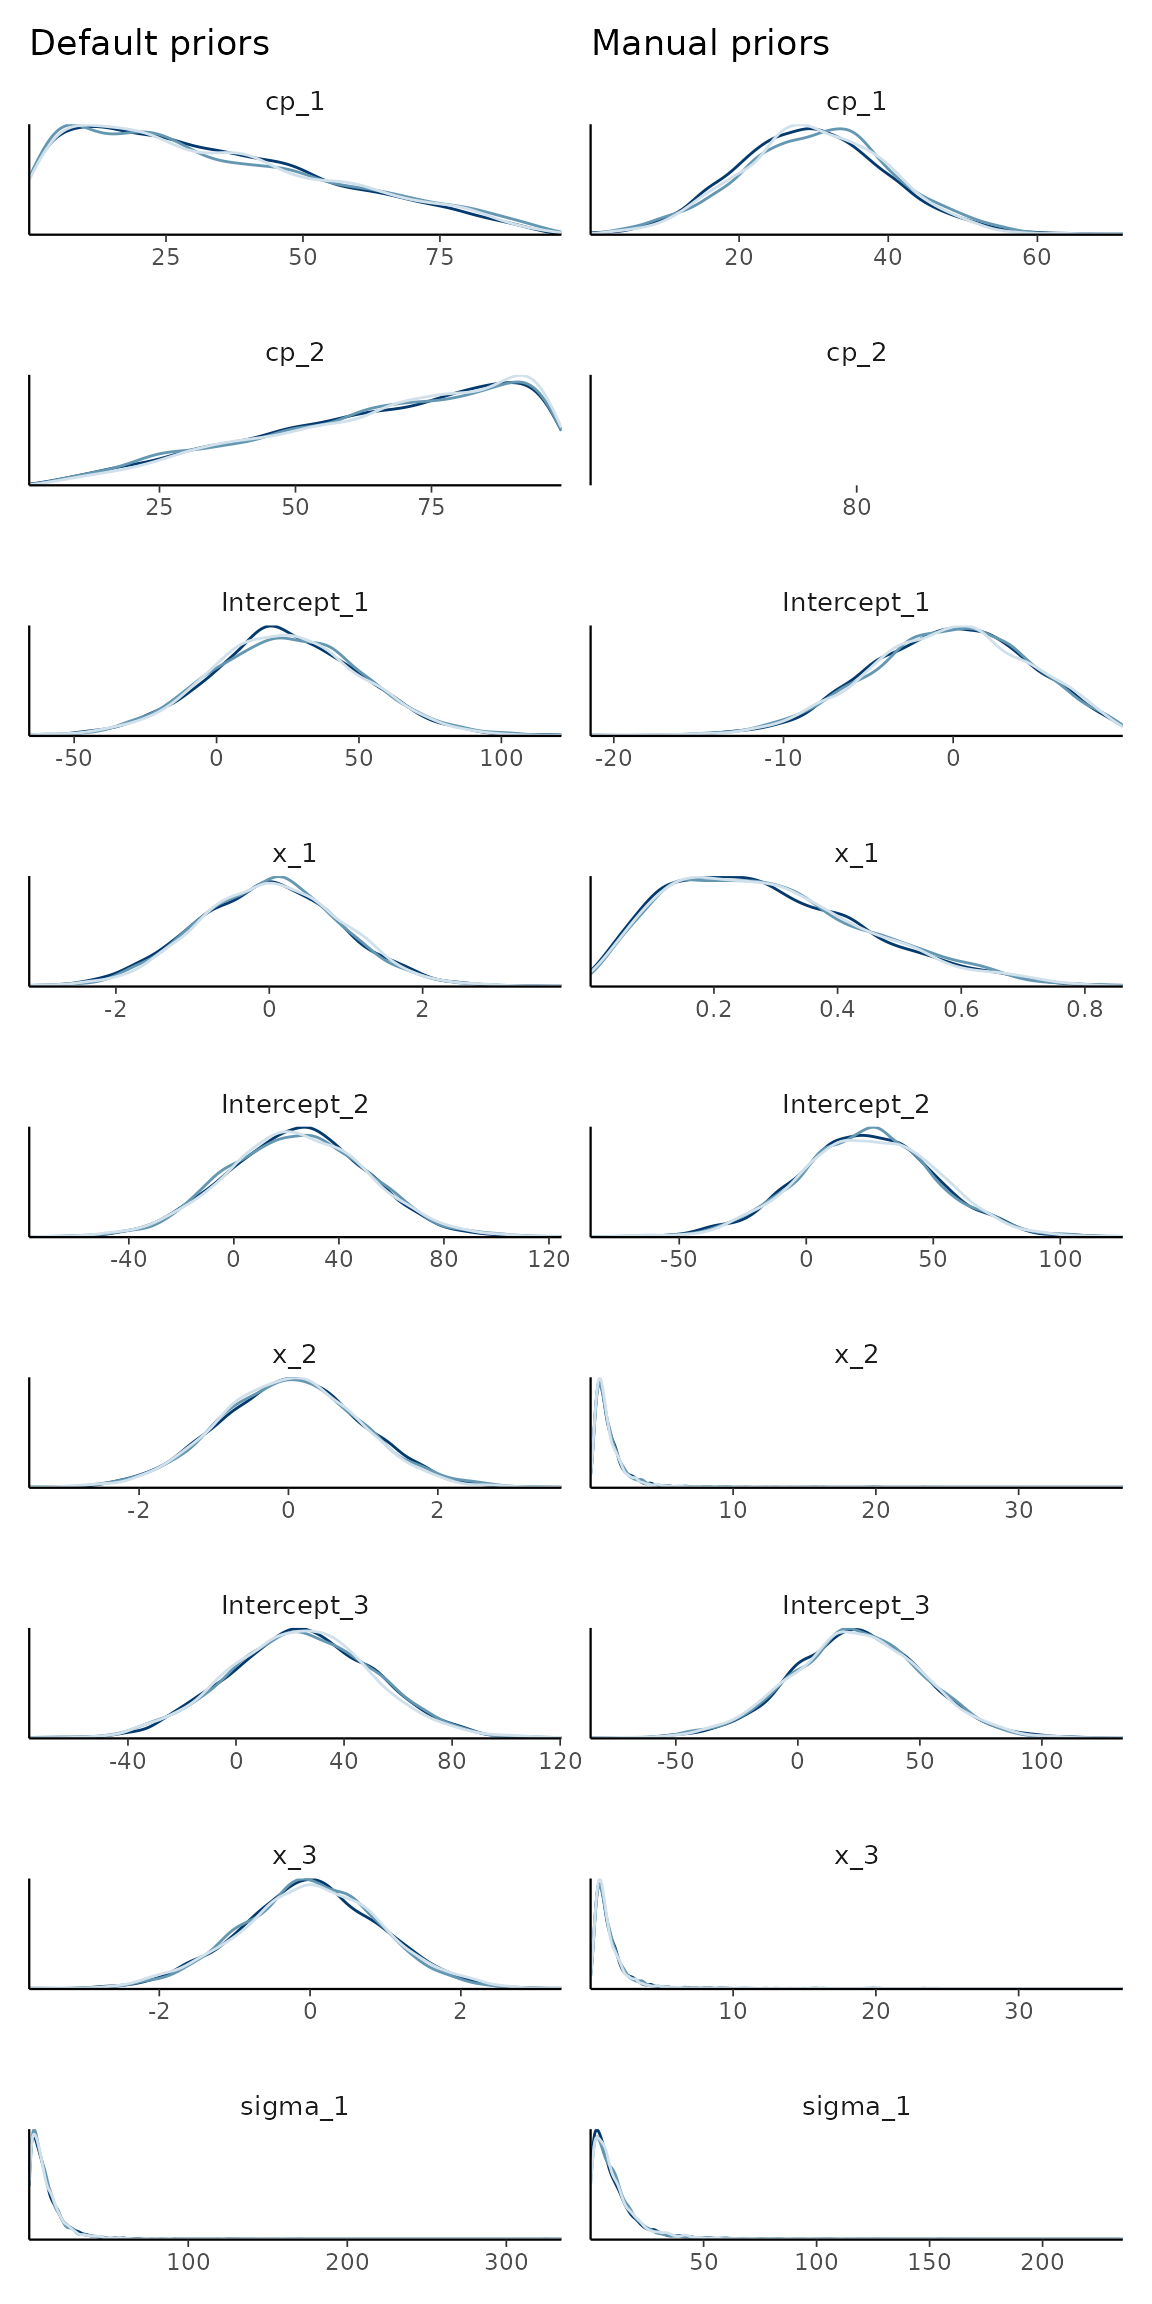 Default priors Manual priors
cp_1 cp_1
25 50 75 20 40 60
cp_2 cp_2
25 50 75 80
Intercept_1 Intercept_1
-50 0 50 100 -20 -10 0
x_1 x_1
-2 0 2 0.2 0.4 0.6 0.8
Intercept_2 Intercept_2
-40 0 40 80 120 -50 0 50 100
x_2 x_2
-2 0 2 10 20 30
Intercept_3 Intercept_3
-40 0 40 80 120 -50 0 50 100
x_3 x_3
-2 0 2 10 20 30
sigma_1 sigma_1
100 200 300 50 100 150 200